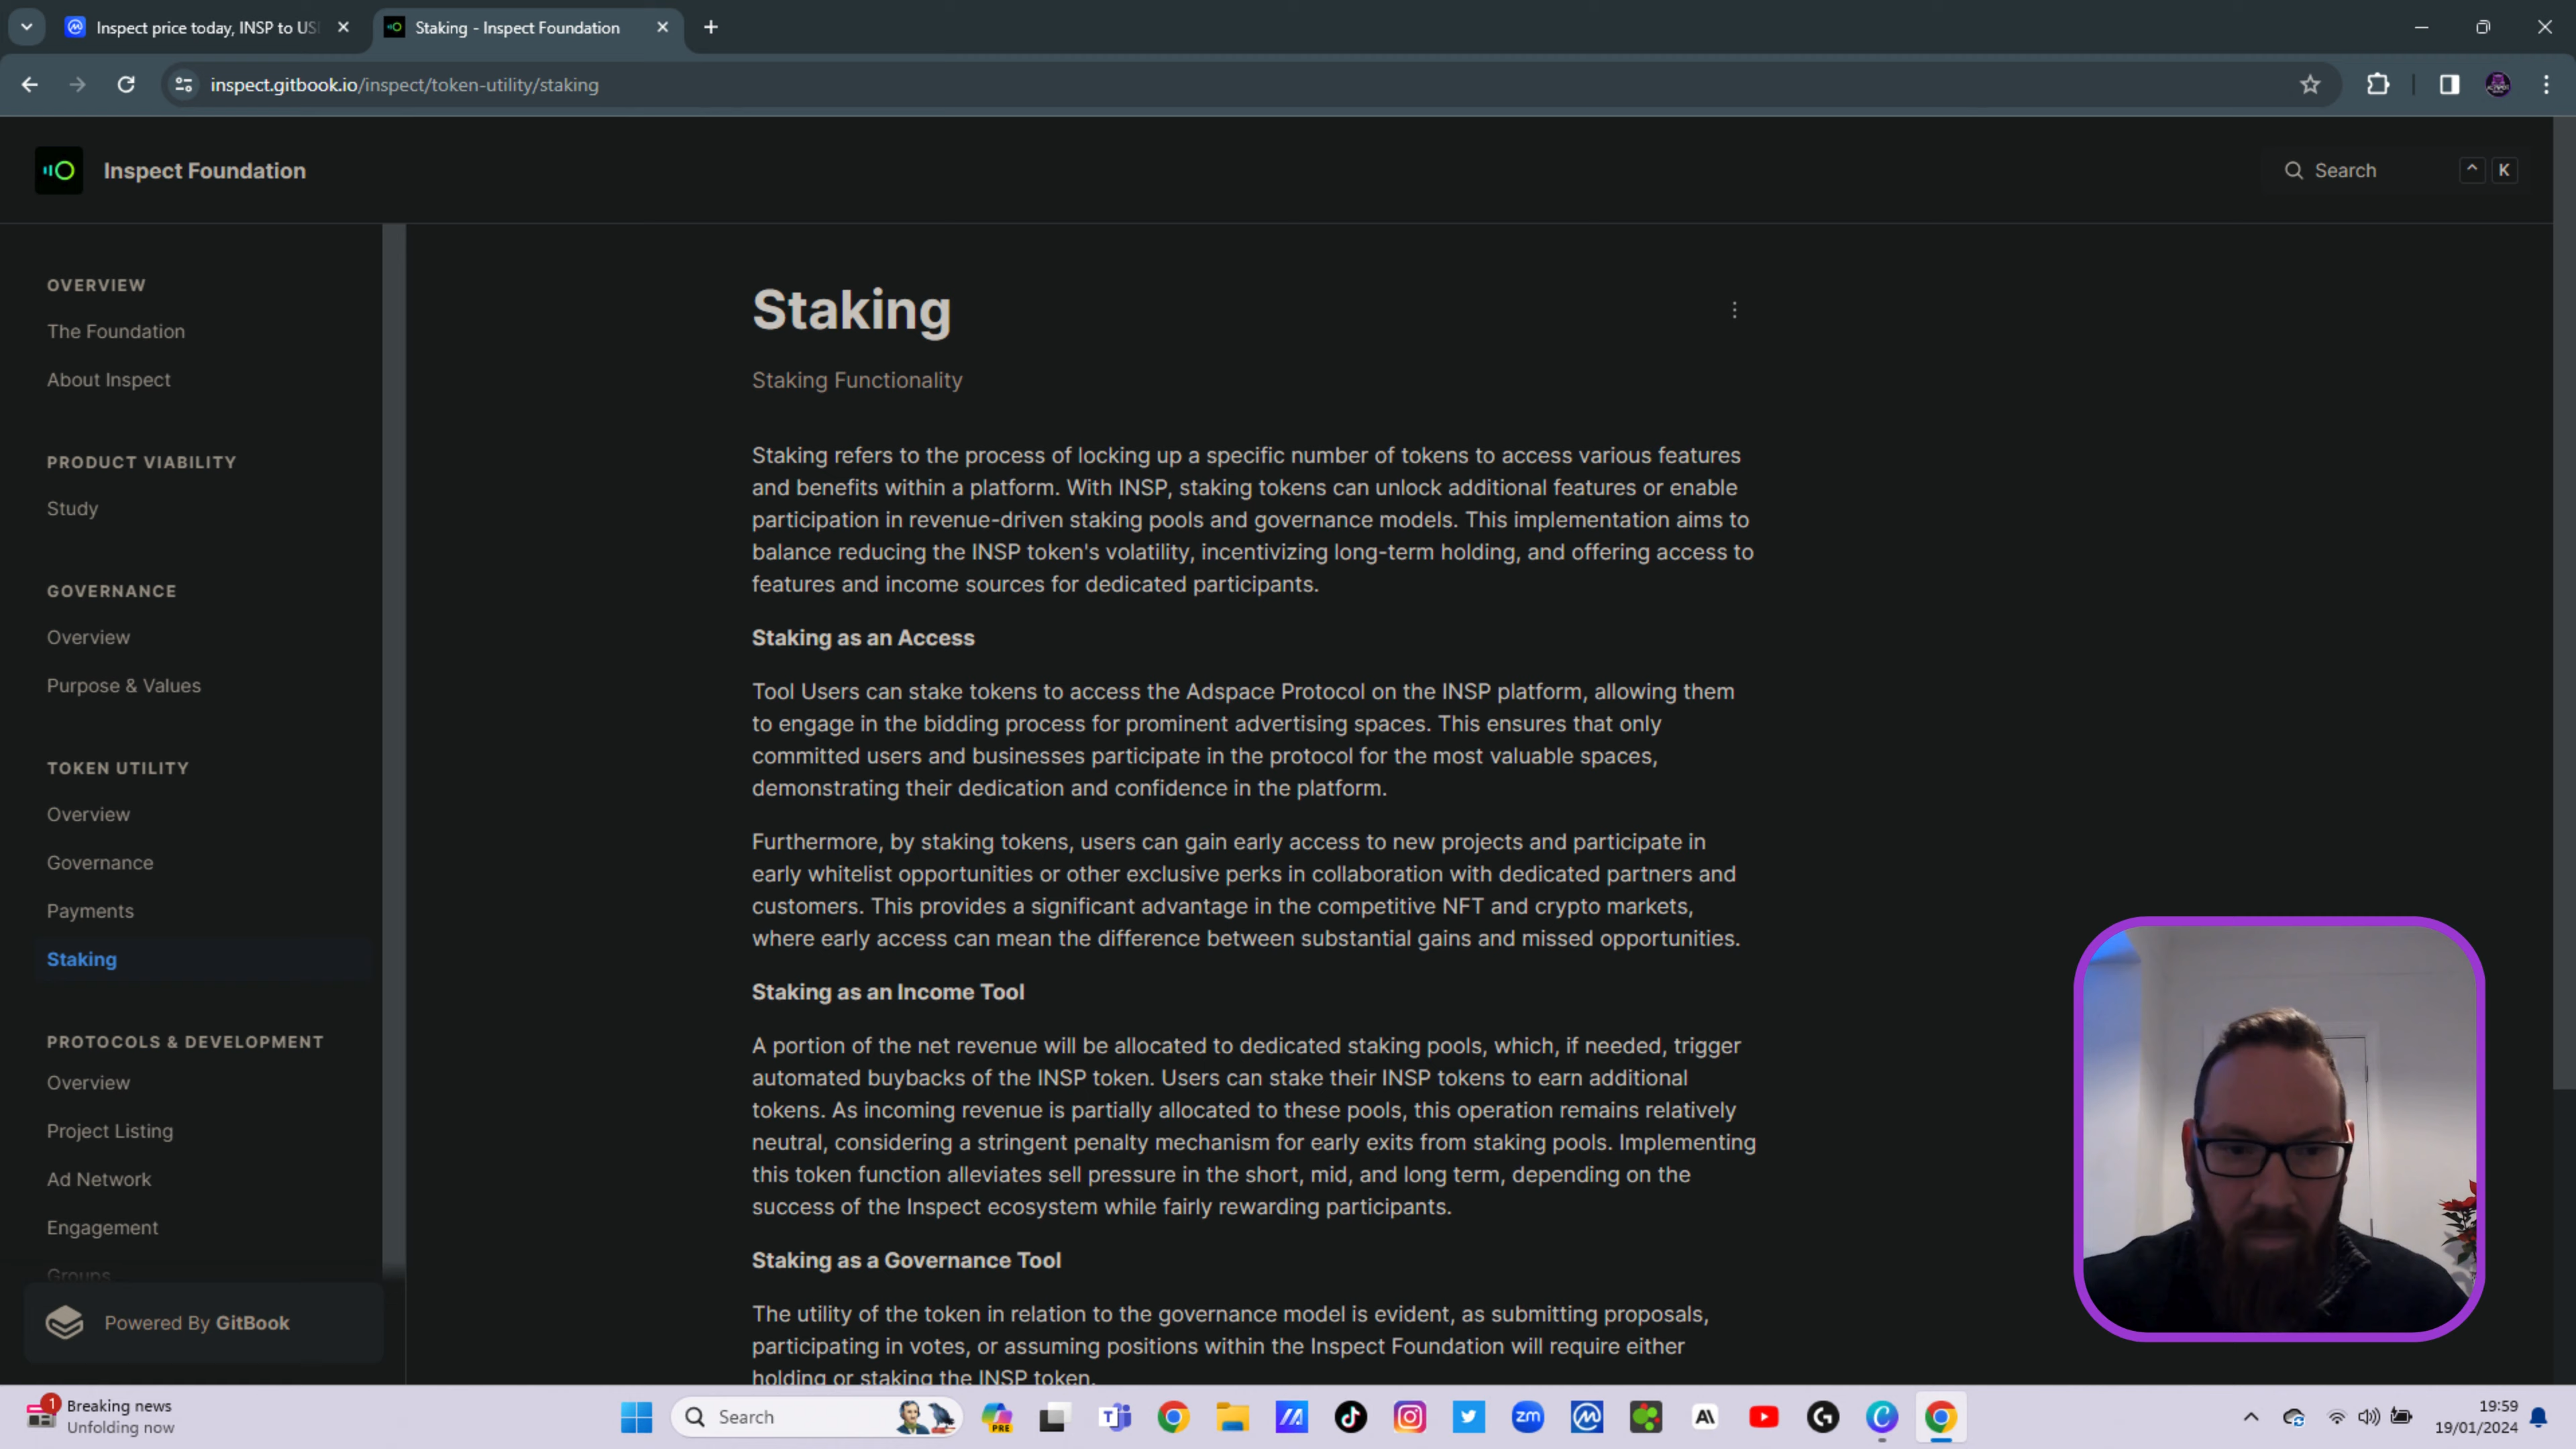 Inspect price today, INSP to US
Staking - Inspect Foundation
inspect.gitbook.io/inspect/token-utility/staking
Inspect Foundation
Search
^ K
OVERVIEW
The Foundation
About Inspect
PRODUCT VIABILITY
Study
GOVERNANCE
Overview
Purpose & Values
TOKEN UTILITY
Overview
Governance
Payments
Staking
PROTOCOLS & DEVELOPMENT
Overview
Project Listing
Ad Network
Engagement
Groups
Powered By GitBook
Staking
Staking Functionality
Staking refers to the process of locking up a specific number of tokens to access various features
and benefits within a platform. With INSP, staking tokens can unlock additional features or enable
participation in revenue-driven staking pools and governance models. This implementation aims to
balance reducing the INSP token's volatility, incentivizing long-term holding, and offering access to
features and income sources for dedicated participants.
Staking as an Access
Tool Users can stake tokens to access the Adspace Protocol on the INSP platform, allowing them
to engage in the bidding process for prominent advertising spaces. This ensures that only
committed users and businesses participate in the protocol for the most valuable spaces,
demonstrating their dedication and confidence in the platform.
Furthermore, by staking tokens, users can gain early access to new projects and participate in
early whitelist opportunities or other exclusive perks in collaboration with dedicated partners and
customers. This provides a significant advantage in the competitive NFT and crypto markets,
where early access can mean the difference between substantial gains and missed opportunities.
Staking as an Income Tool
A portion of the net revenue will be allocated to dedicated staking pools, which, if needed, trigger
automated buybacks of the INSP token. Users can stake their INSP tokens to earn additional
tokens. As incoming revenue is partially allocated to these pools, this operation remains relatively
neutral, considering a stringent penalty mechanism for early exits from staking pools. Implementing
this token function alleviates sell pressure in the short, mid, and long term, depending on the
success of the Inspect ecosystem while fairly rewarding participants.
Staking as a Governance Tool
The utility of the token in relation to the governance model is evident, as submitting proposals,
participating in votes, or assuming positions within the Inspect Foundation will require either
holding or staking the INSP token.
1
Breaking news
Unfolding now
Search
PRE
zm
19:59
19/01/2024